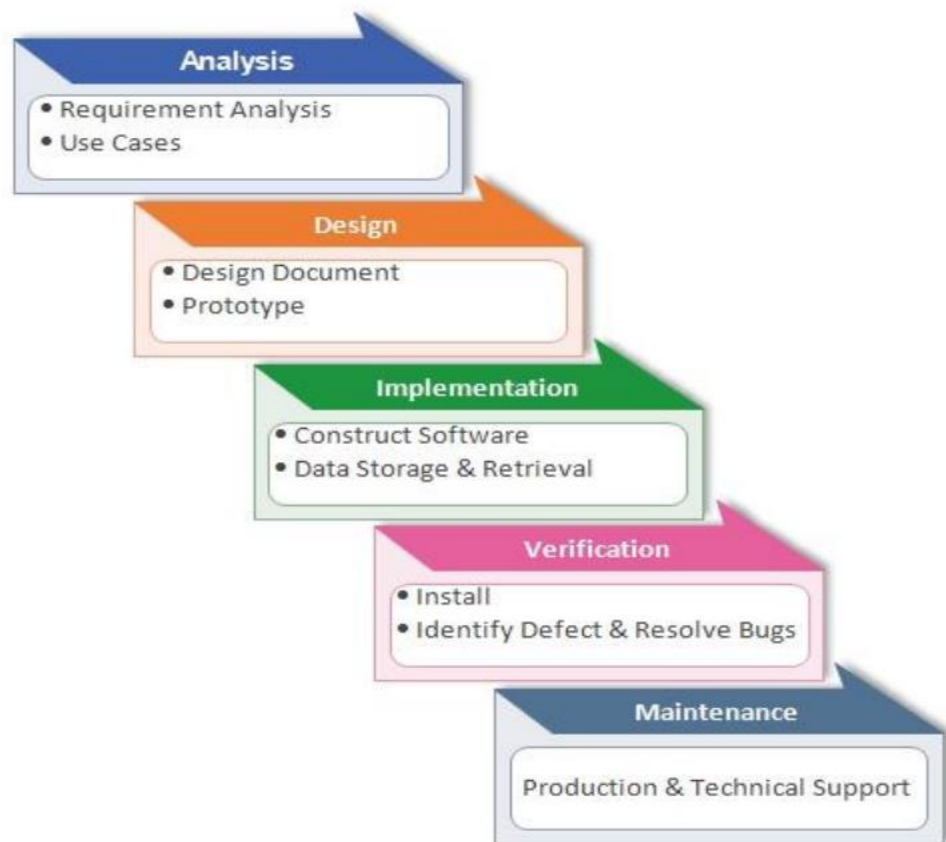 Analysis
• Requirement Analysis
• Use Cases
Design
• Design Document
• Prototype
Implementation
• Construct Software
• Data Storage & Retrieval
Verification
• Install
• Identify Defect & Resolve Bugs
Maintenance
Production & Technical Support